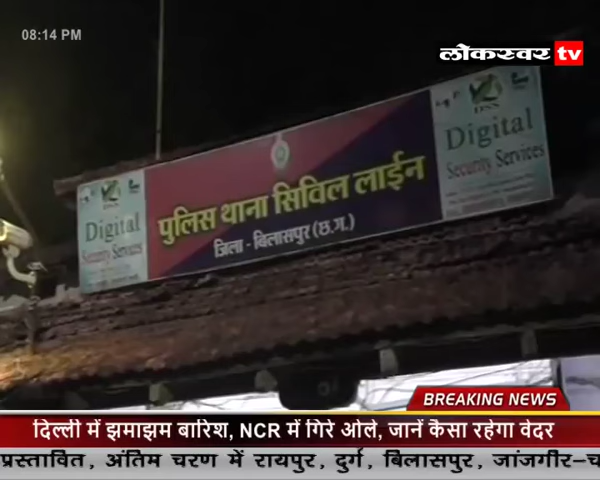 08:14 PM
लोकस्वर tv
DSS
Digital
Security Services
पुलिस थाना सिविल लाईन
जिला - बिलासपुर (छ.ग.)
Digital
Security Services
BREAKING NEWS
दिल्ली में झमाझम बारिश, NCR में गिरे ओले, जानें कैसा रहेगा वेदर
प्रस्तावित, अंतिम चरण में रायपुर, दुर्ग, बिलासपुर, जांजगीर-च